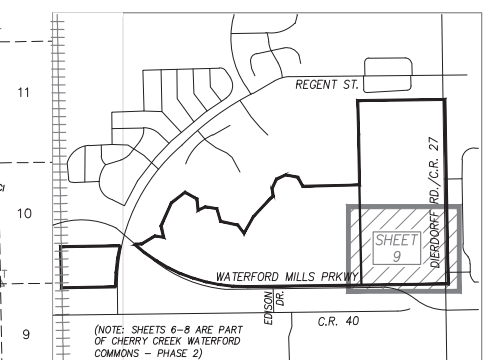 11
REGENT ST.
DIERDORFF RD./C.R. 27
10
SHEET
9
WATERFORD MILLS PRKWY
EDISON
DR.
C.R. 40
9
(NOTE: SHEETS 6-8 ARE PART
OF CHERRY CREEK WATERFORD
COMMONS - PHASE 2)